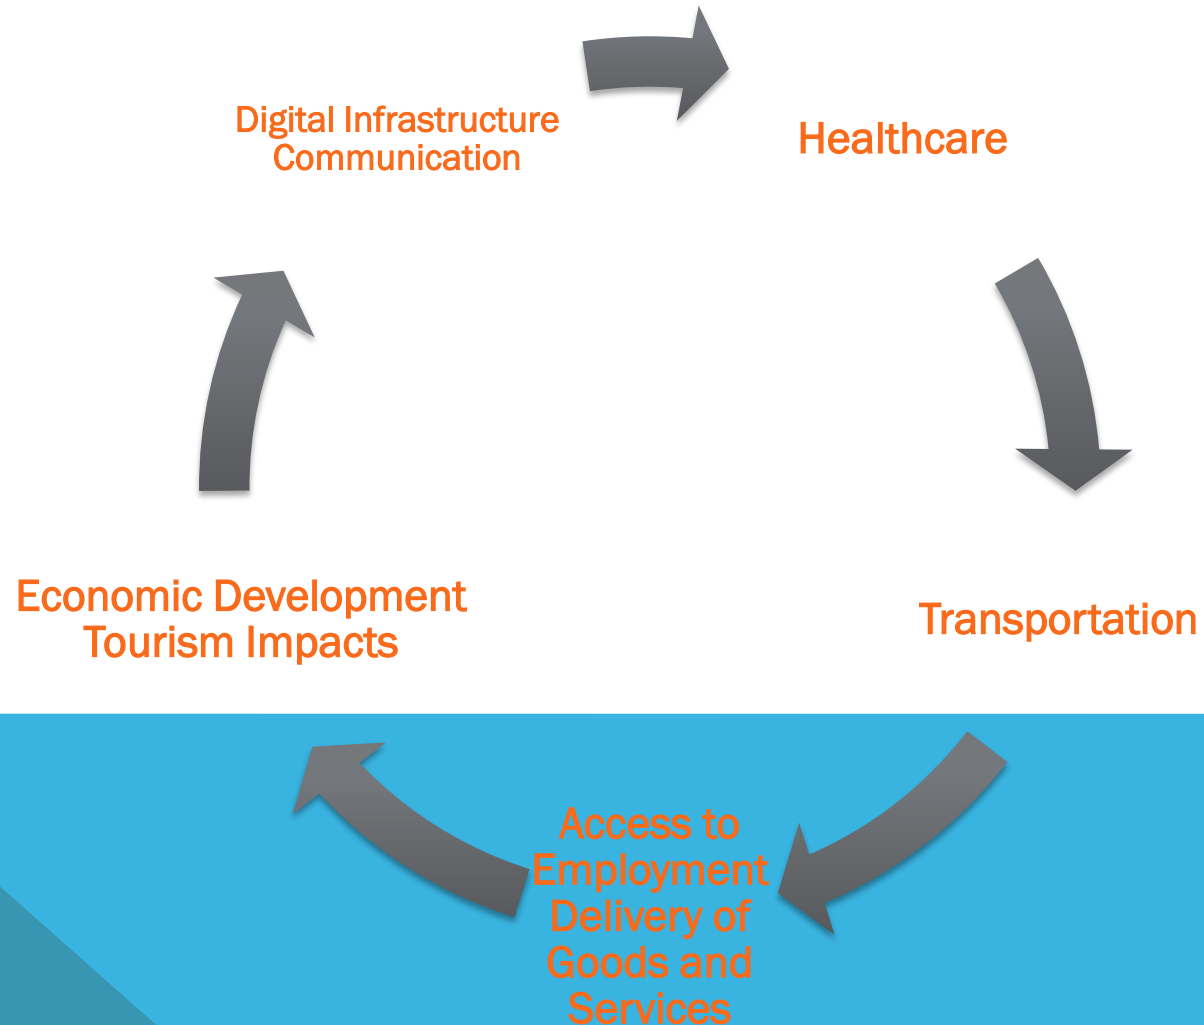 Digital Infrastructure
Communication
Healthcare
Transportation
Access to
Employment
Delivery of
Goods and
Services
Economic Development
Tourism Impacts